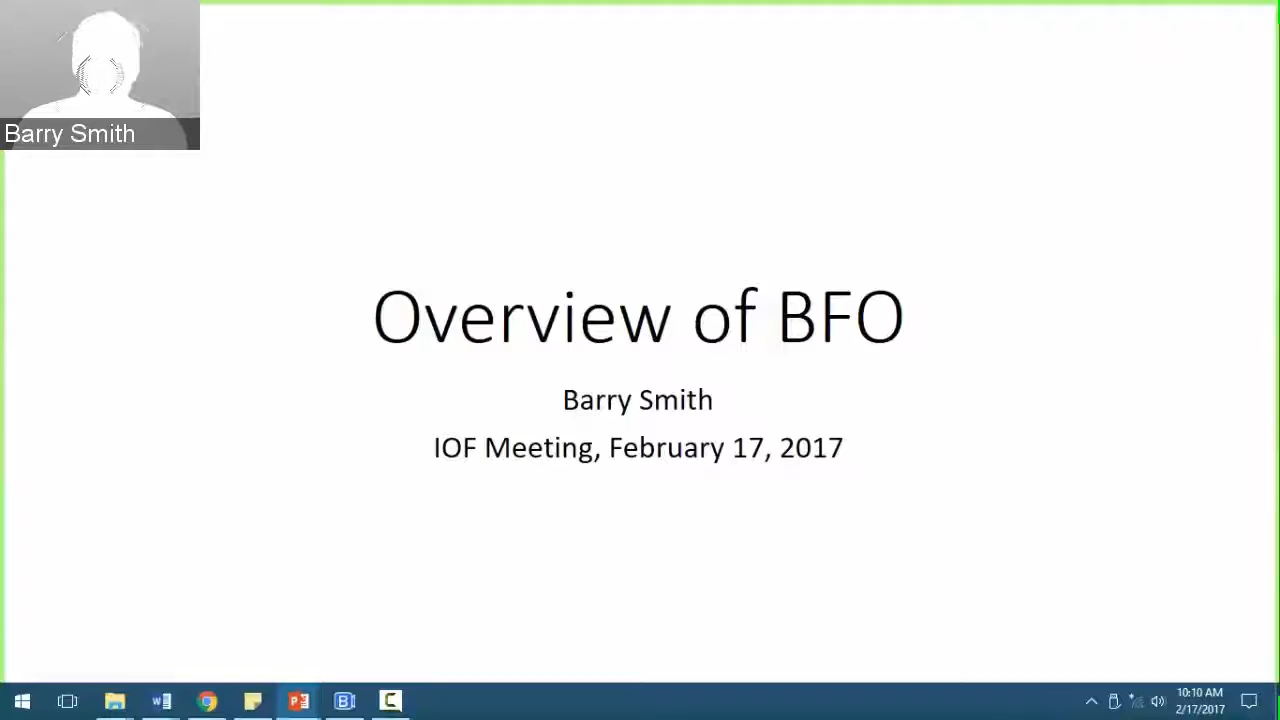 Barry Smith
Overview of BFO
Barry Smith
IOF Meeting, February 17, 2017
10:10 AM
2/17/2017